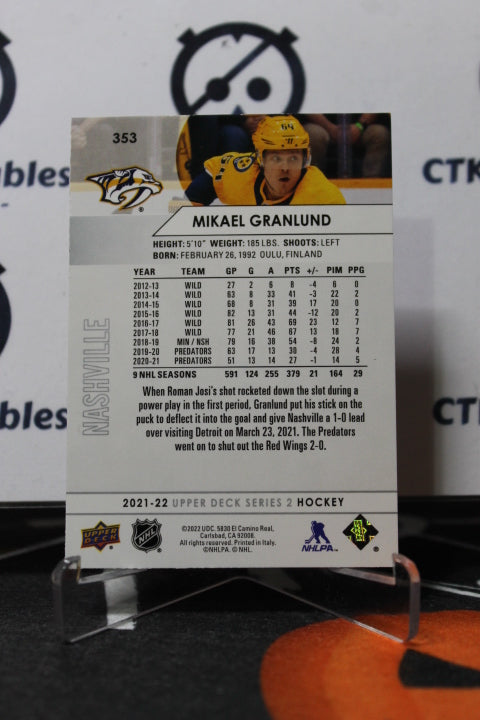 353
64
MIKAEL GRANLUND
HEIGHT: 5'10" WEIGHT: 185 LBS. SHOOTS: LEFT
BORN: FEBRUARY 26, 1992 OULU, FINLAND
YEAR TEAM GP G A PTS +/- PIM PPG
2012-13 WILD 27 2 6 8 -4 6 0
2013-14 WILD 63 8 33 41 -3 22 2
2014-15 WILD 68 8 31 39 17 20 0
2015-16 WILD 82 13 31 44 -12 20 2
2016-17 WILD 81 26 43 69 23 12 7
2017-18 WILD 77 21 46 67 13 18 7
2018-19 MIN / NSH 79 16 38 54 -8 24 2
2019-20 PREDATORS 63 17 13 30 -4 28 4
2020-21 PREDATORS 51 13 14 27 -1 14 5
9 NHL SEASONS 591 124 255 379 21 164 29
NASHVILLE
When Roman Josi's shot rocketed down the slot during a
power play in the first period, Granlund put his stick on the
puck to deflect it into the goal and give Nashville a 1-0 lead
over visiting Detroit on March 23, 2021. The Predators
went on to shut out the Red Wings 2-0.
2021-22 UPPER DECK SERIES 2 HOCKEY
UPPER DECK
NHL
©2022 UDC. 5830 El Camino Real,
Carlsbad, CA 92008.
All rights reserved. Printed in Italy.
©NHLPA. © NHL.
NHLPA
ables
CTK
ables
CTK